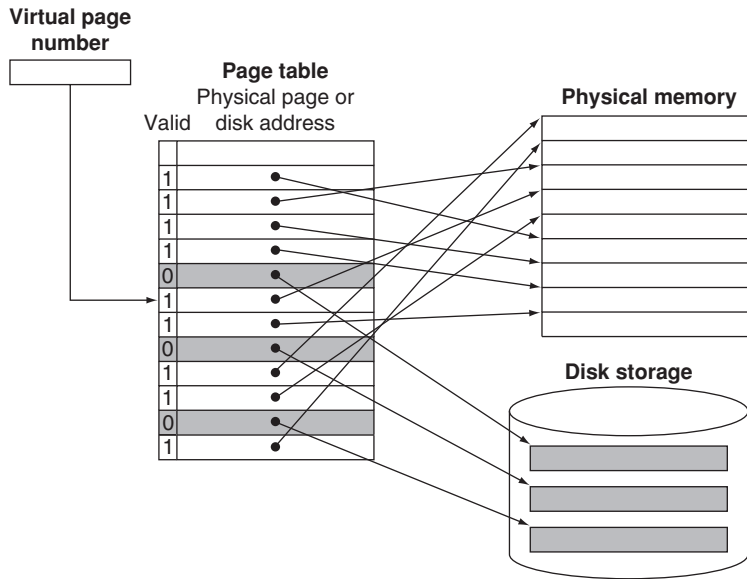 Virtual page
number
Page table
Physical page or
Valid disk address
Physical memory
1
1
1
1
0
1
1
0
1
1
0
1
Disk storage